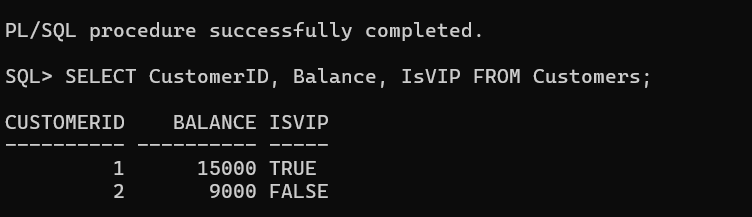 PL/SQL procedure successfully completed.
SQL> SELECT CustomerID, Balance, IsVIP FROM Customers;
CUSTOMERID    BALANCE ISVIP
---------- ---------- -----
         1      15000 TRUE
         2       9000 FALSE